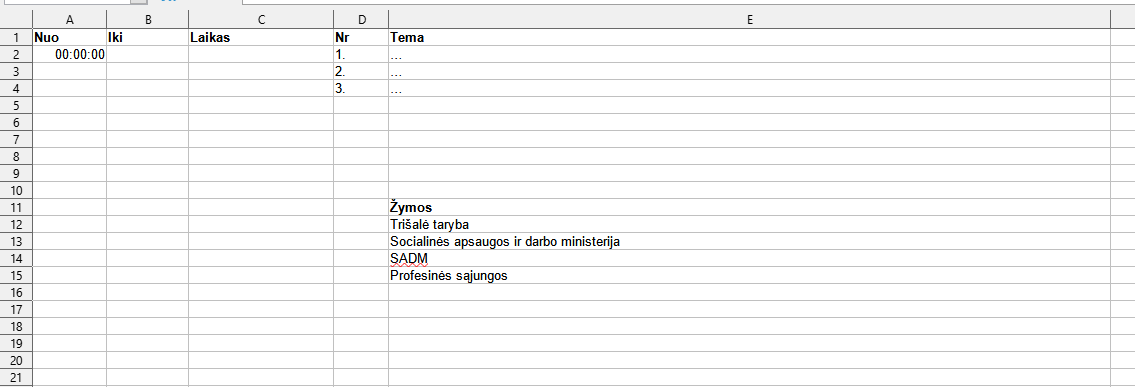 A B C D E
1 Nuo Iki Laikas Nr Tema
2 00:00:00 1. ...
3 2. ...
4 3. ...
5
6
7
8
9
10
11 Žymos
12 Trišalė taryba
13 Socialinės apsaugos ir darbo ministerija
14 SADM
15 Profesinės sąjungos
16
17
18
19
20
21